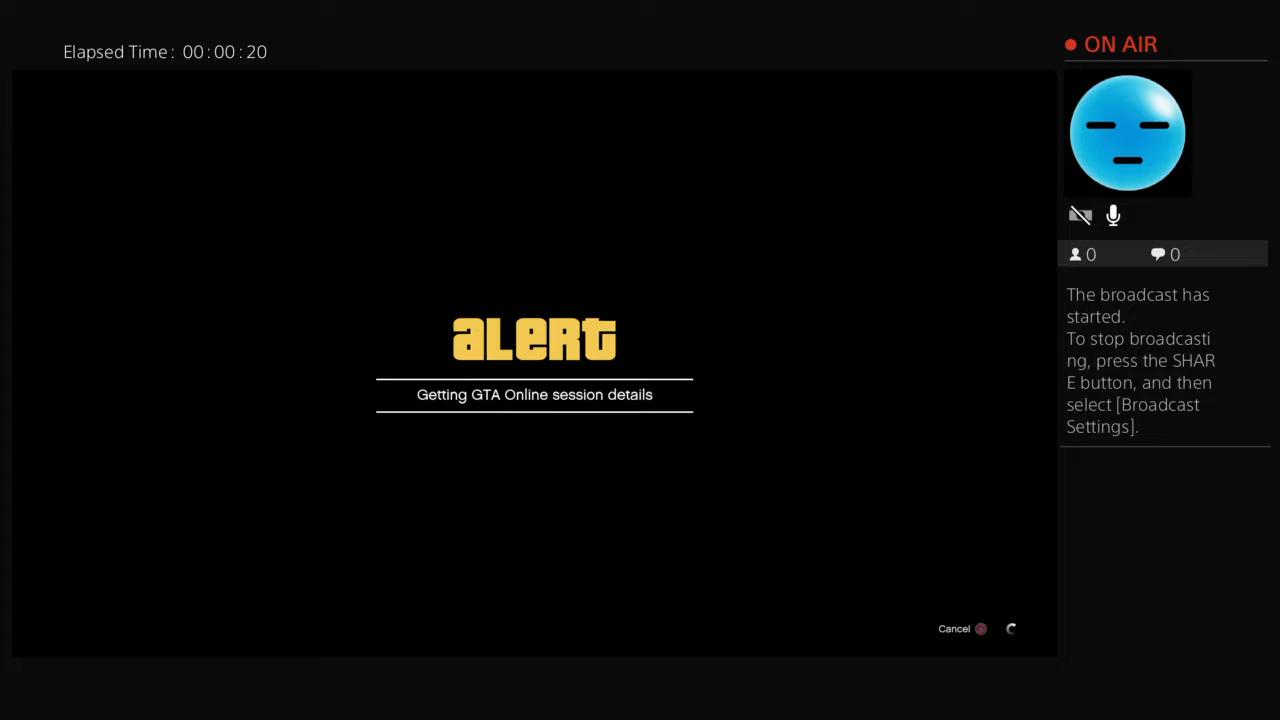 Elapsed Time: 00:00:20
ON AIR
0 0
alert
Getting GTA Online session details
The broadcast has
started.
To stop broadcasti
ng, press the SHAR
E button, and then
select [Broadcast
Settings].
Cancel